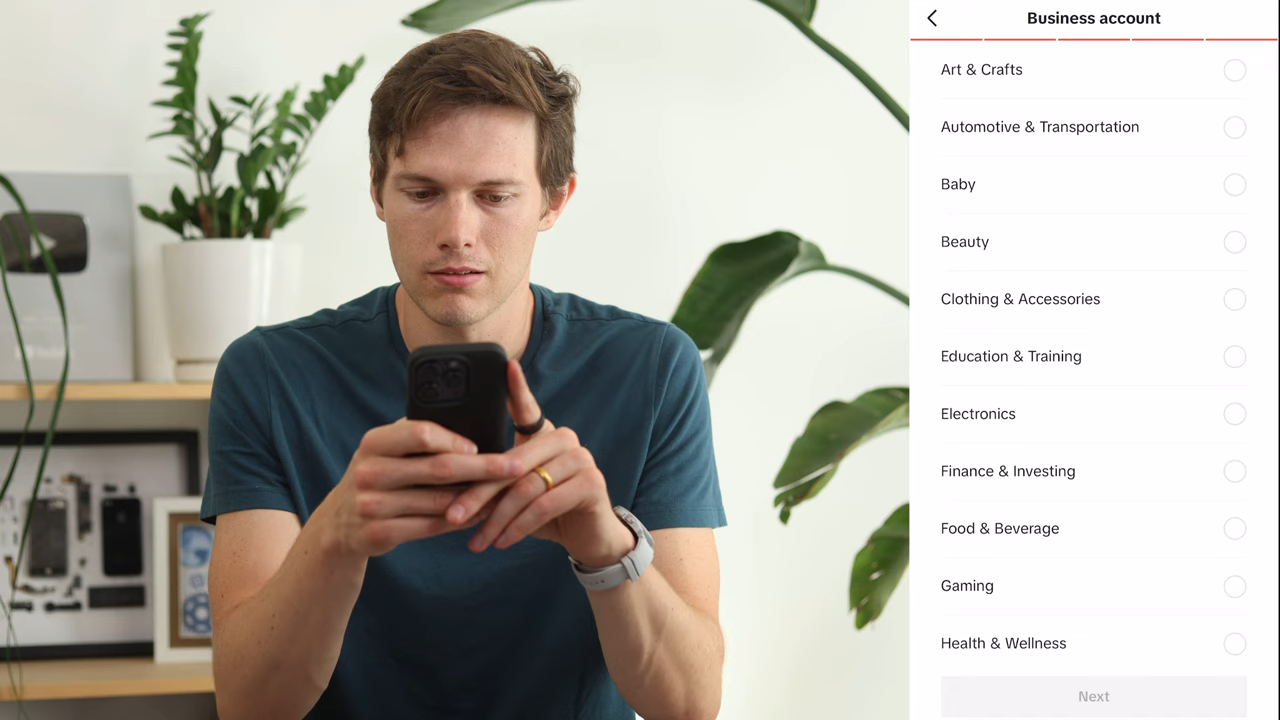 Business account
Art & Crafts
Automotive & Transportation
Baby
Beauty
Clothing & Accessories
Education & Training
Electronics
Finance & Investing
Food & Beverage
Gaming
Health & Wellness
Next